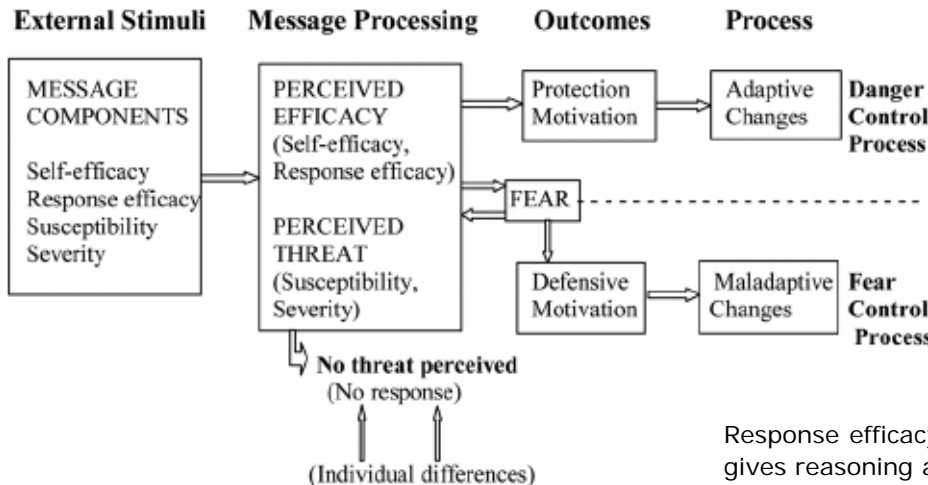 External Stimuli
Message Processing
Outcomes
Process
MESSAGE
COMPONENTS
Self-efficacy
Response efficacy
Susceptibility
Severity
PERCEIVED
EFFICACY
(Self-efficacy,
Response efficacy)
PERCEIVED
THREAT
(Susceptibility,
Severity)
Protection
Motivation
Adaptive
Changes
Danger
Control
Process
FEAR
Defensive
Motivation
Maladaptive
Changes
Fear
Control
Process
No threat perceived
(No response)
(Individual differences)
Response efficacy
gives reasoning a